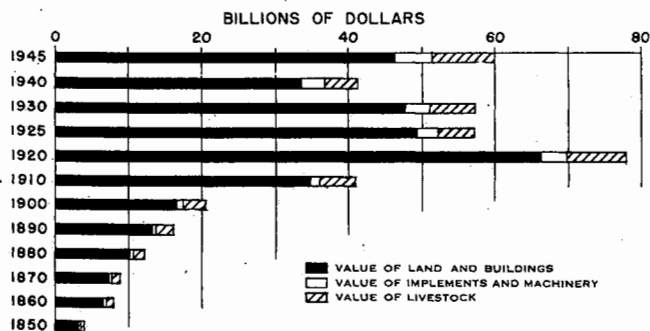 BILLIONS OF DOLLARS
0 20 40 60 80
1945
1940
1930
1925
1920
1910
1900
1890
1880
1870
1860
1850
VALUE OF LAND AND BUILDINGS
VALUE OF IMPLEMENTS AND MACHINERY
VALUE OF LIVESTOCK